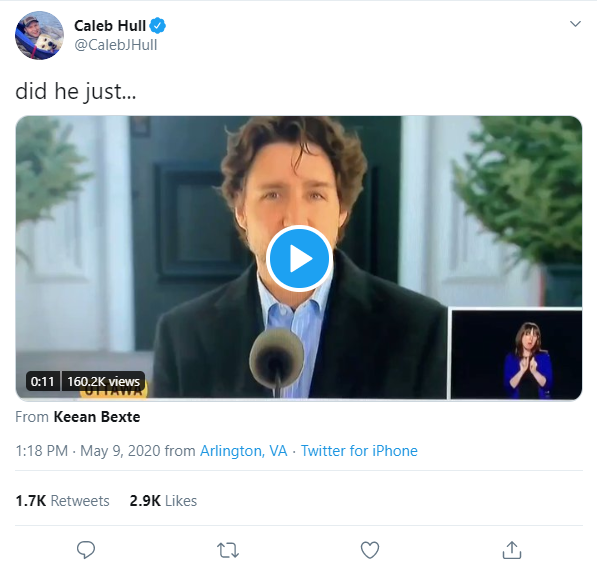 Caleb Hull
@CalebJHull
did he just...
0:11 160.2K views
OTTAWA
From Keean Bexte
1:18 PM · May 9, 2020 from Arlington, VA · Twitter for iPhone
1.7K Retweets 2.9K Likes